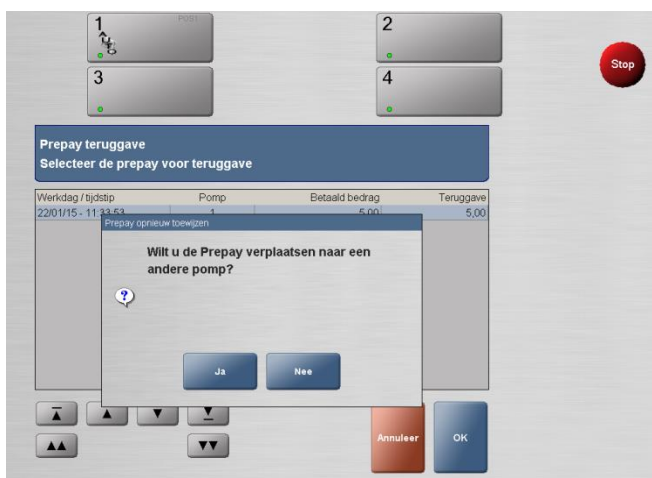 1 POST
2
Stop
3
4
Prepay teruggave
Selecteer de prepay voor teruggave
Werkdag / tijdstip Pomp Betaald bedrag Teruggave
22/01/15 - 11:33:53 1 5,00 5,00
Prepay opnieuw toewijzen
Wilt u de Prepay verplaatsen naar een
andere pomp?
Ja Nee
Annuleer OK